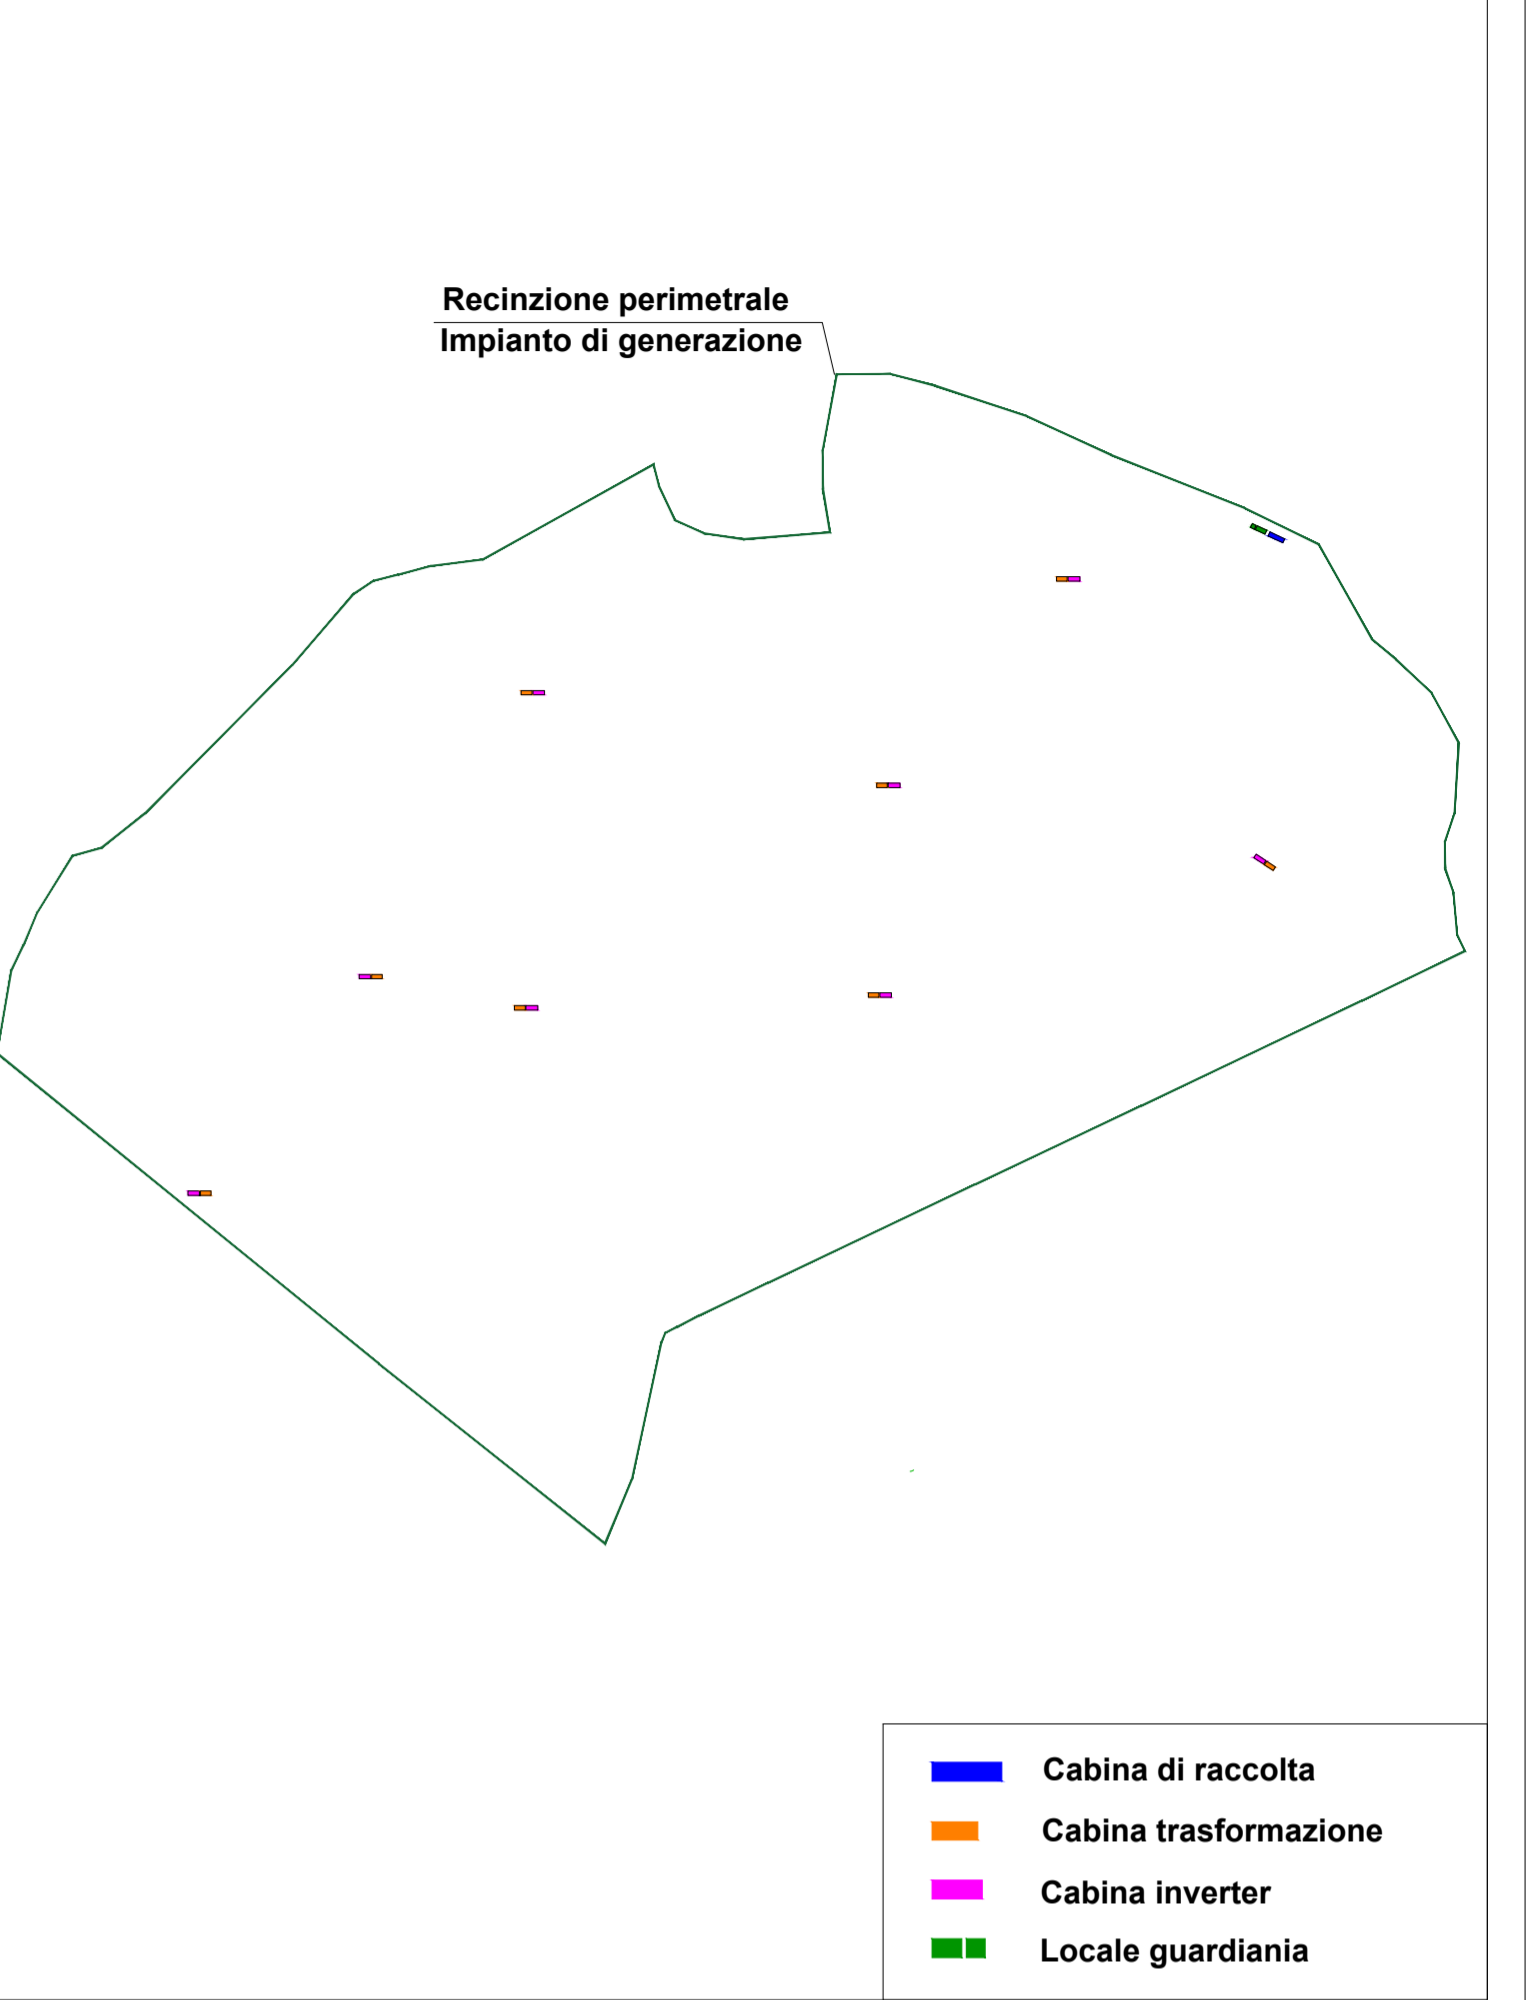 Recinzione perimetrale
Impianto di generazione
Cabina di raccolta
Cabina trasformazione
Cabina inverter
Locale guardiania